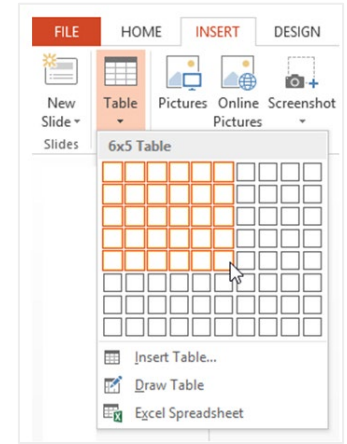 FILE HOME INSERT DESIGN
New Slide Table Pictures Online Pictures Screenshot
Slides
6x5 Table
Insert Table...
Draw Table
Excel Spreadsheet